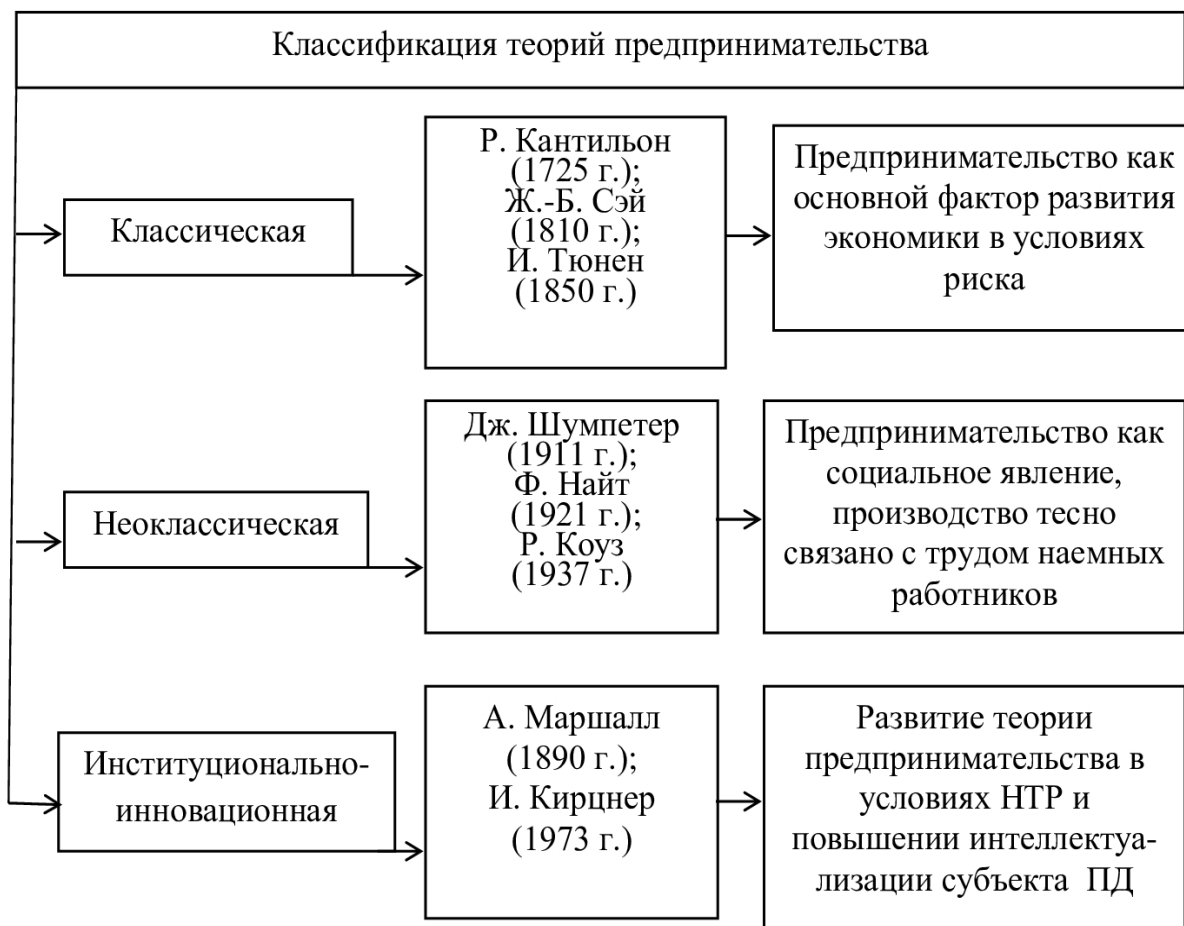 Классификация теорий предпринимательства
Классическая
Р. Кантильон
(1725 г.);
Ж.-Б. Сэй
(1810 г.);
И. Тюнен
(1850 г.)
Предпринимательство как
основной фактор развития
экономики в условиях
риска
Неоклассическая
Дж. Шумпетер
(1911 г.);
Ф. Найт
(1921 г.);
Р. Коуз
(1937 г.)
Предпринимательство как
социальное явление,
производство тесно
связано с трудом наемных
работников
Институционально-
инновационная
А. Маршалл
(1890 г.);
И. Кирцнер
(1973 г.)
Развитие теории
предпринимательства в
условиях НТР и
повышении интеллектуа-
лизации субъекта ПД